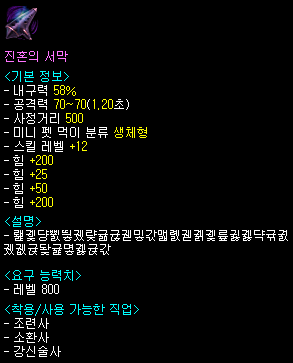 진혼의 서막
<기본 정보>
- 내구력 58%
- 공격력 70~70(1.20초)
- 사정거리 500
- 미니 펫 먹이 분류 생체형
- 스킬 레벨 +12
- 힘 +200
- 힘 +25
- 힘 +50
- 힘 +200
<설명>
<요구 능력치>
- 레벨 800
<착용/사용 가능한 직업>
- 조련사
- 소환사
- 강신술사